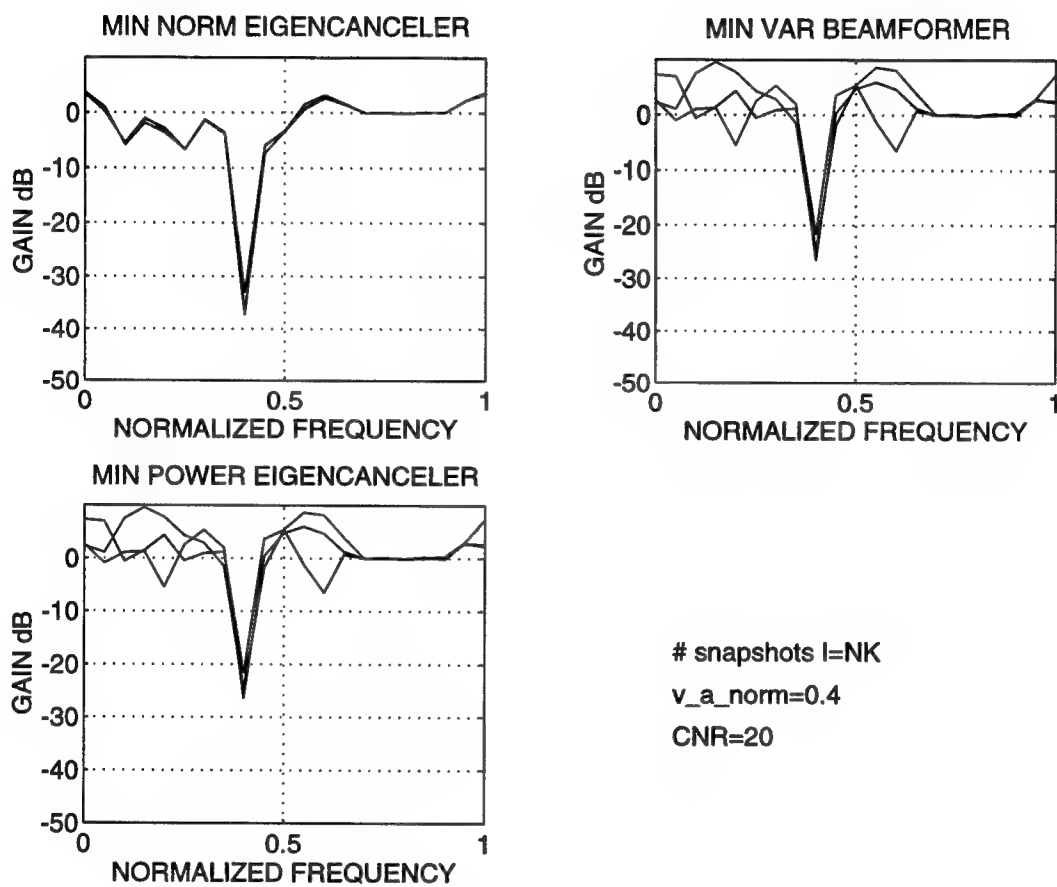 MIN NORM EIGENCANCELER
0
-10
-20
-30
-40
-50
GAIN dB
0 0.5 1
NORMALIZED FREQUENCY
MIN VAR BEAMFORMER
0
-10
-20
-30
-40
-50
GAIN dB
0 0.5 1
NORMALIZED FREQUENCY
MIN POWER EIGENCANCELER
0
-10
-20
-30
-40
-50
GAIN dB
0 0.5 1
NORMALIZED FREQUENCY
# snapshots I=NK
v_a_norm=0.4
CNR=20